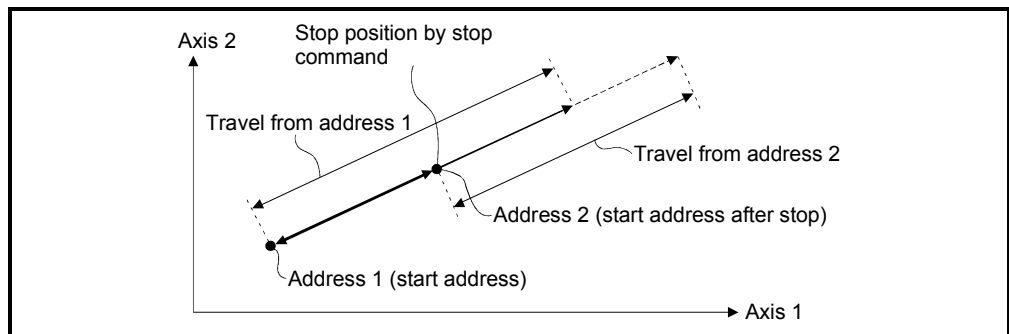 Stop position by stop
command
Axis 2
Travel from address 1
Travel from address 2
Address 2 (start address after stop)
Address 1 (start address)
Axis 1